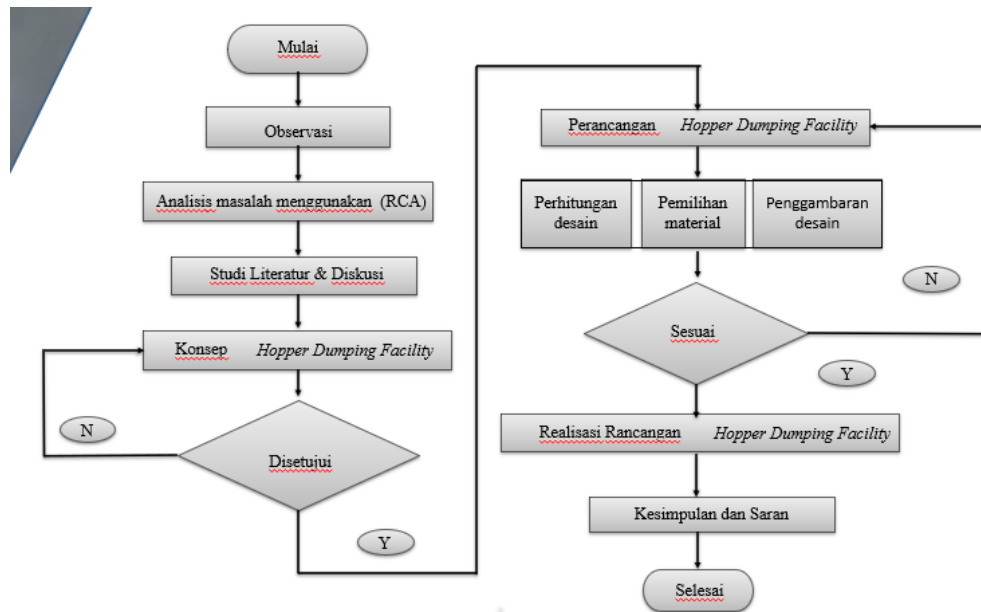 Mulai
Observasi
Analisis masalah menggunakan (RCA)
Studi Literatur & Diskusi
Konsep Hopper Dumping Facility
N
Disetujui
Y
Perancangan Hopper Dumping Facility
Perhitungan
desain
Pemilihan
material
Penggambaran
desain
N
Sesuai
Y
Realisasi Rancangan Hopper Dumping Facility
Kesimpulan dan Saran
Selesai